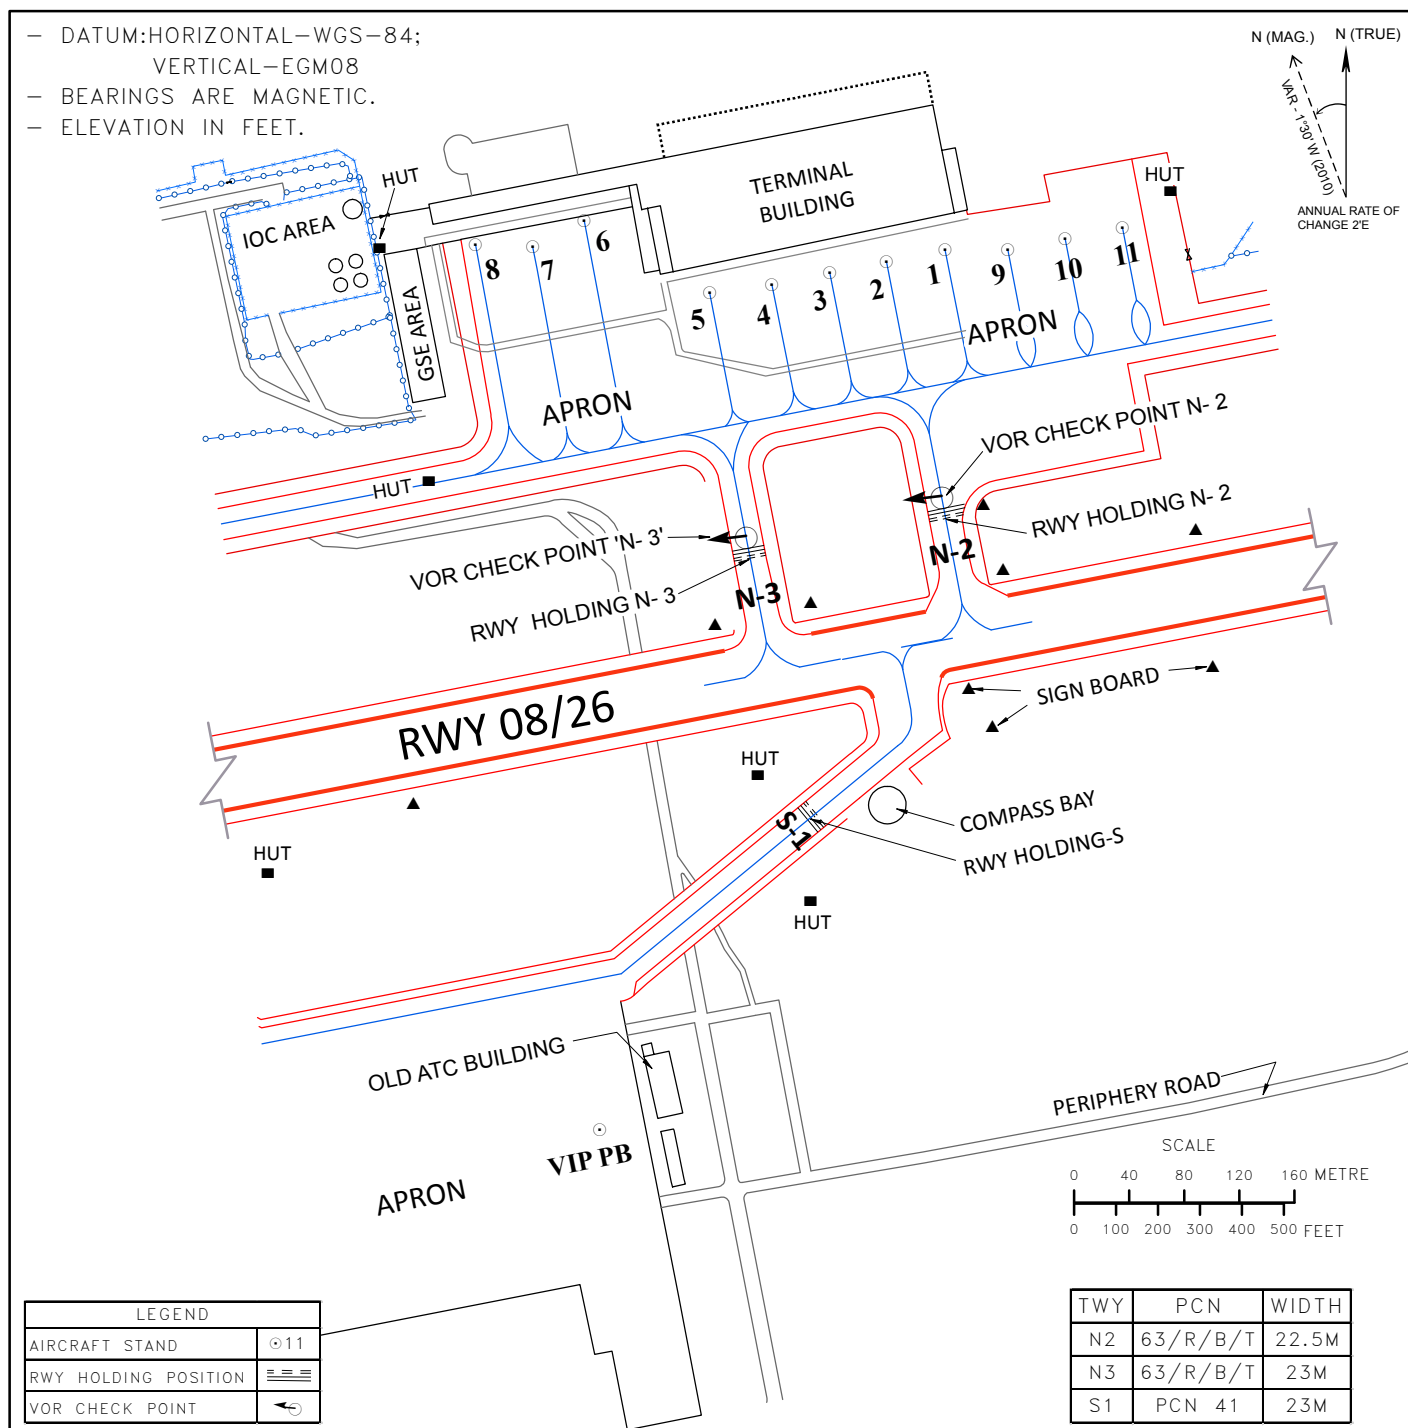 - DATUM:HORIZONTAL-WGS-84;
VERTICAL-EGM08
- BEARINGS ARE MAGNETIC.
- ELEVATION IN FEET.
N (MAG.)
N (TRUE)
VAR - 1°30' W (2010)
ANNUAL RATE OF
CHANGE 2'E
HUT
TERMINAL
BUILDING
HUT
IOC AREA
GSE AREA
8
7
6
5
4
3
2
1
9
10
11
APRON
APRON
VOR CHECK POINT N- 2
HUT
RWY HOLDING N- 2
VOR CHECK POINT 'N- 3'
N-2
RWY HOLDING N- 3
N-3
SIGN BOARD
RWY 08/26
HUT
COMPASS BAY
S-1
RWY HOLDING-S
HUT
HUT
OLD ATC BUILDING
PERIPHERY ROAD
VIP PB
APRON
SCALE
0 40 80 120 160 METRE
0 100 200 300 400 500 FEET
LEGEND
AIRCRAFT STAND 11
RWY HOLDING POSITION
VOR CHECK POINT
TWY PCN WIDTH
N2 63/R/B/T 22.5M
N3 63/R/B/T 23M
S1 PCN 41 23M